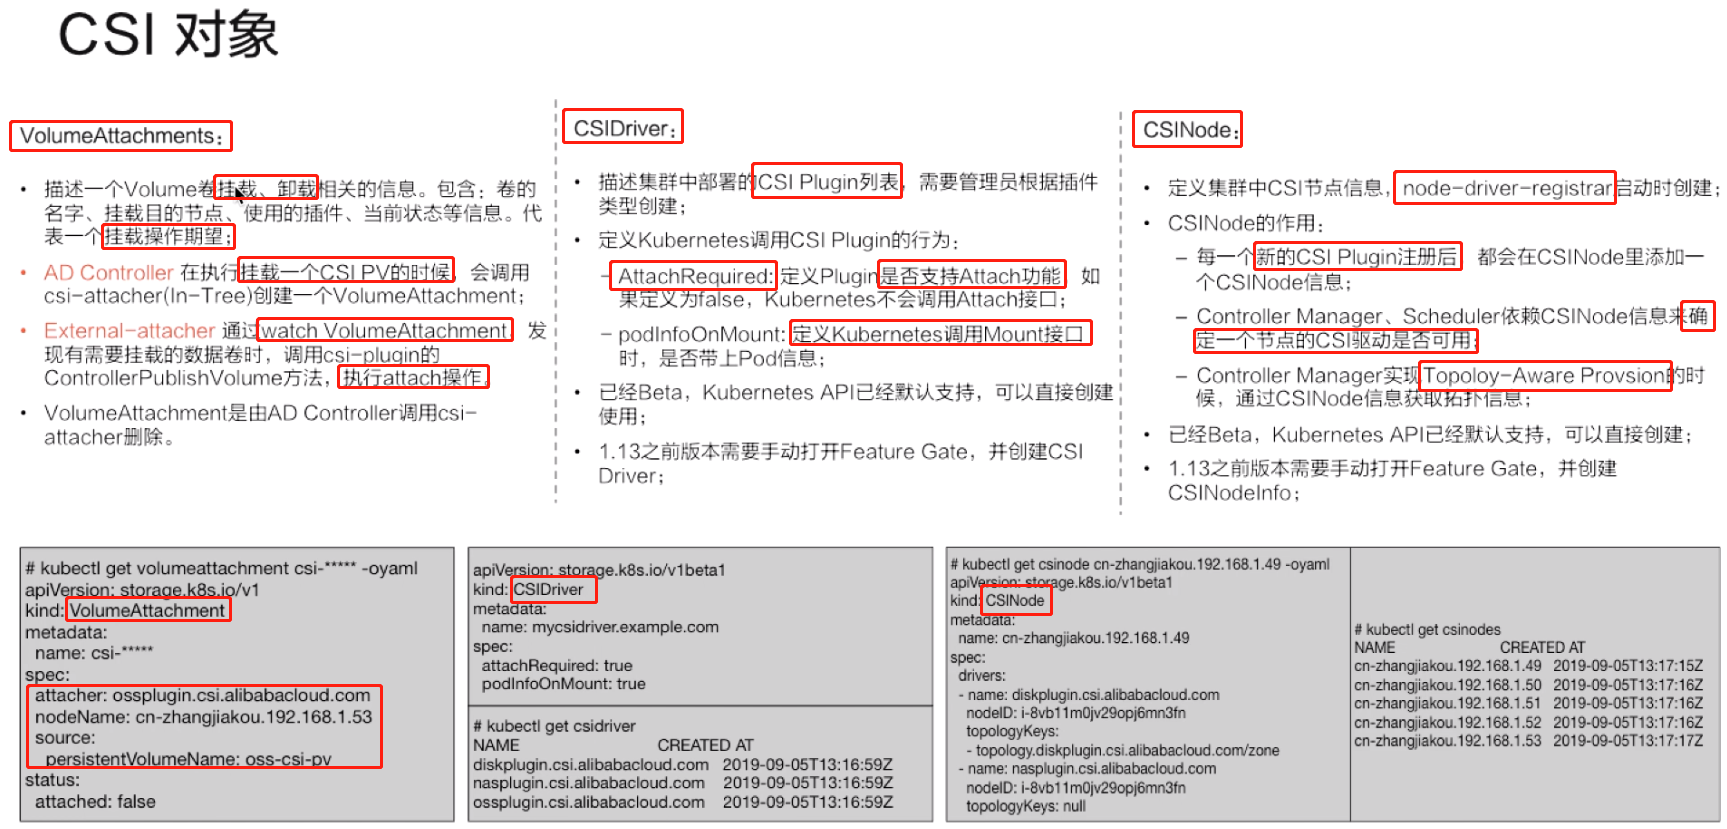 CSI 对象
VolumeAttachments：
• 描述一个Volume卷挂载、卸载相关的信息。包含：卷的
名字、挂载目的节点、使用的插件、当前状态等信息。代
表一个挂载操作期望；
• AD Controller 在执行挂载一个CSI PV的时候，会调用
csi-attacher(In-Tree)创建一个VolumeAttachment；
• External-attacher 通过watch VolumeAttachment，发
现有需要挂载的数据卷时，调用csi-plugin的
ControllerPublishVolume方法，执行attach操作。
• VolumeAttachment是由AD Controller调用csi-
attacher删除。
CSIDriver：
• 描述集群中部署的CSI Plugin列表，需要管理员根据插件
类型创建；
• 定义Kubernetes调用CSI Plugin的行为：
– AttachRequired: 定义Plugin是否支持Attach功能，如
果定义为false，Kubernetes不会调用Attach接口；
– podInfoOnMount: 定义Kubernetes调用Mount接口
时，是否带上Pod信息；
• 已经Beta，Kubernetes API已经默认支持，可以直接创建
使用；
• 1.13之前版本需要手动打开Feature Gate，并创建CSI
Driver；
CSINode：
• 定义集群中CSI节点信息，node-driver-registrar启动时创建；
• CSINode的作用：
– 每一个新的CSI Plugin注册后，都会在CSINode里添加一
个CSINode信息；
– Controller Manager、Scheduler依赖CSINode信息来确
定一个节点的CSI驱动是否可用；
– Controller Manager实现Topoloy-Aware Provsion的时
候，通过CSINode信息获取拓扑信息；
• 已经Beta，Kubernetes API已经默认支持，可以直接创建；
• 1.13之前版本需要手动打开Feature Gate，并创建
CSINodeInfo；
# kubectl get volumeattachment csi-***** -oyaml
apiVersion: storage.k8s.io/v1
kind: VolumeAttachment
metadata:
name: csi-*****
spec:
attacher: ossplugin.csi.alibabacloud.com
nodeName: cn-zhangjiakou.192.168.1.53
source:
persistentVolumeName: oss-csi-pv
status:
attached: false
apiVersion: storage.k8s.io/v1beta1
kind: CSIDriver
metadata:
name: mycsidriver.example.com
spec:
attachRequired: true
podInfoOnMount: true
# kubectl get csidriver
NAME CREATED AT
diskplugin.csi.alibabacloud.com 2019-09-05T13:16:59Z
nasplugin.csi.alibabacloud.com 2019-09-05T13:16:59Z
ossplugin.csi.alibabacloud.com 2019-09-05T13:16:59Z
# kubectl get csinode cn-zhangjiakou.192.168.1.49 -oyaml
apiVersion: storage.k8s.io/v1beta1
kind: CSINode
metadata:
name: cn-zhangjiakou.192.168.1.49
spec:
drivers:
- name: diskplugin.csi.alibabacloud.com
nodeID: i-8vb11m0jv29opj6mn3fn
topologyKeys:
- topology.diskplugin.csi.alibabacloud.com/zone
- name: nasplugin.csi.alibabacloud.com
nodeID: i-8vb11m0jv29opj6mn3fn
topologyKeys: null
# kubectl get csinodes
NAME CREATED AT
cn-zhangjiakou.192.168.1.49 2019-09-05T13:17:15Z
cn-zhangjiakou.192.168.1.50 2019-09-05T13:17:16Z
cn-zhangjiakou.192.168.1.51 2019-09-05T13:17:16Z
cn-zhangjiakou.192.168.1.52 2019-09-05T13:17:16Z
cn-zhangjiakou.192.168.1.53 2019-09-05T13:17:17Z